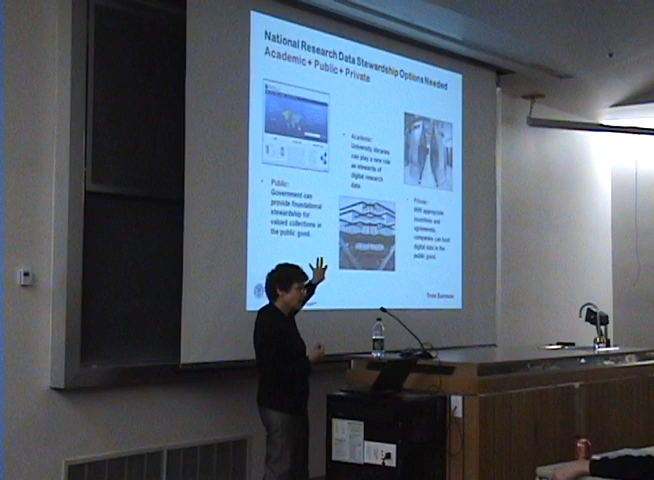 National Research Data Stewardship Options Needed
Academic + Public + Private
• Academic:
University libraries
can play a new role
as stewards of
digital research
data.
• Public:
Government can
provide foundational
stewardship for
valued collections in
the public good.
• Private:
With appropriate
incentives and
agreements,
companies can host
digital data in the
public good.
Fran Berman